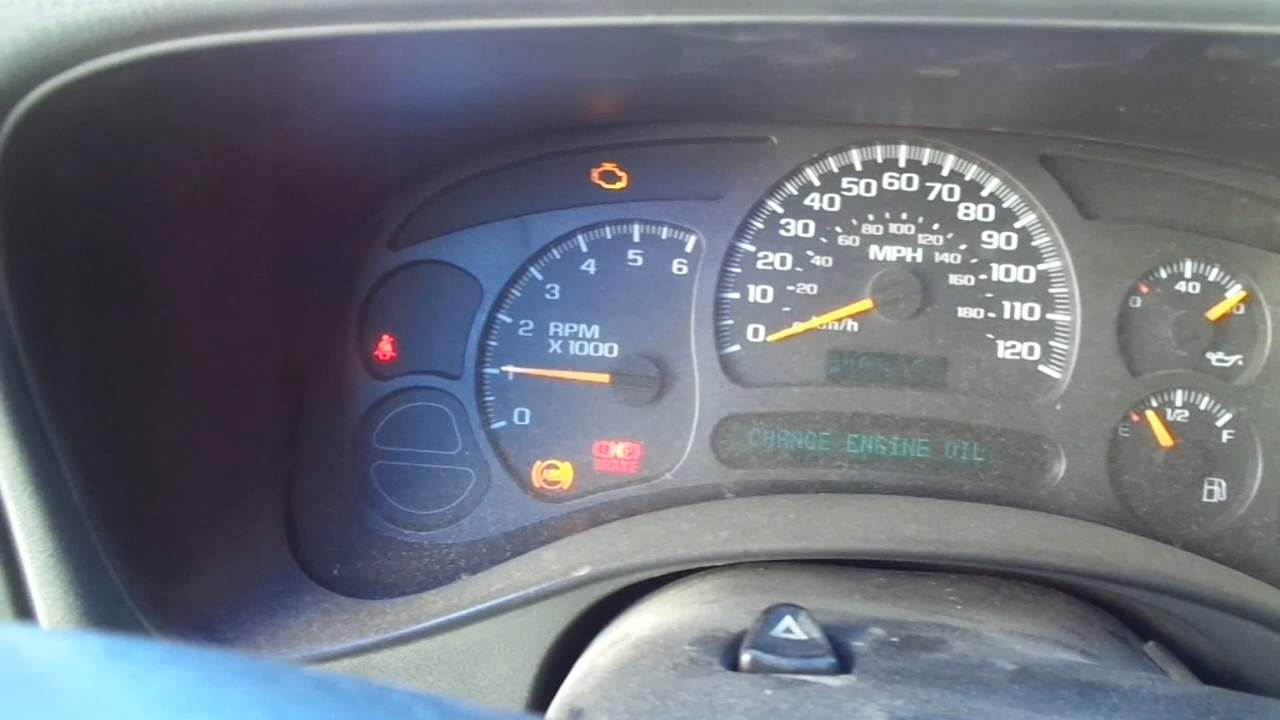 0 1 2 3 4 5 6
RPM
X 1000
ABS
BRAKE
0 10 20 30 40 50 60 70 80 90 100 110 120
20 40 60 80 100 120 140 160 180
MPH
km/h
CHANGE ENGINE OIL
0 40 80
E 1/2 F